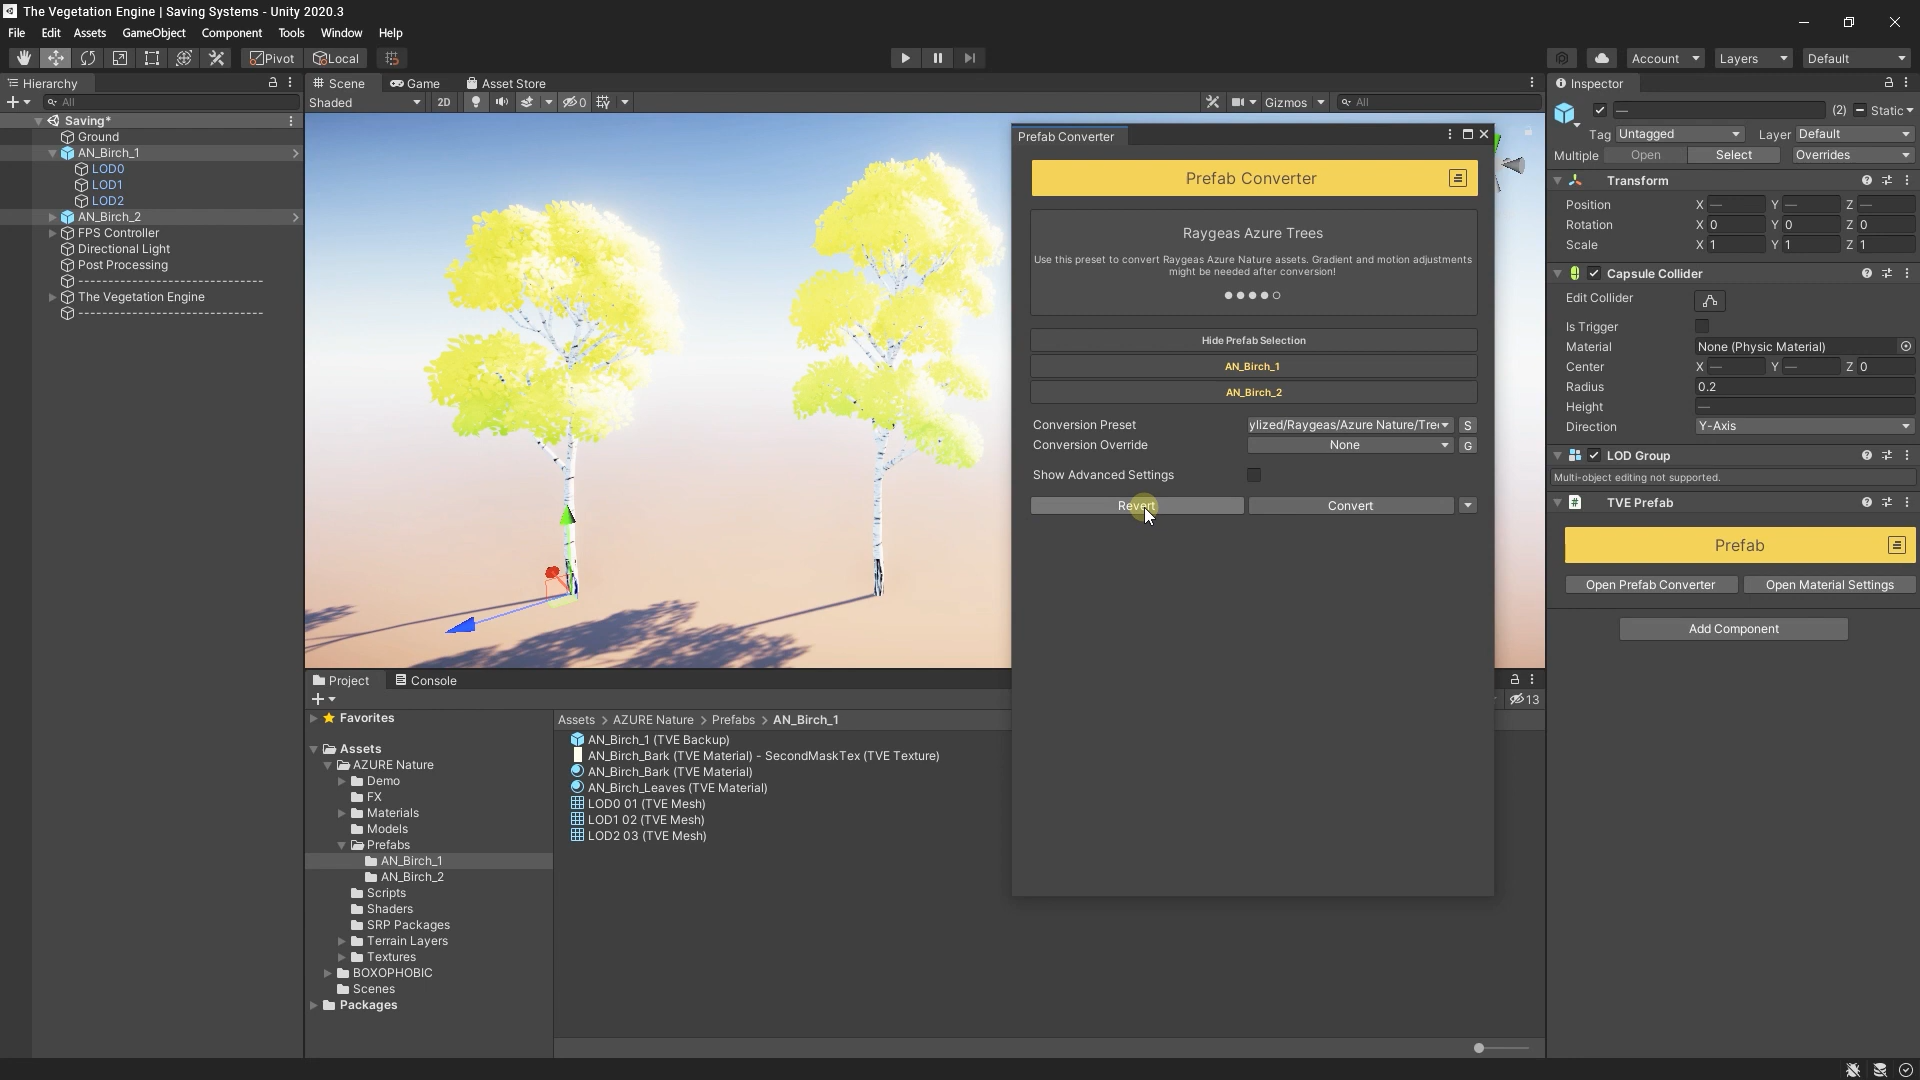 The Vegetation Engine | Saving Systems - Unity 2020.3
File Edit Assets GameObject Component Tools Window Help
Pivot Local
Account Layers Default
Hierarchy
All
Saving*
Ground
AN_Birch_1
LOD0
LOD1
LOD2
AN_Birch_2
FPS Controller
Directional Light
Post Processing
------------------------------
The Vegetation Engine
------------------------------
Scene Game Asset Store
Shaded 2D 0 Gizmos All
Prefab Converter
Prefab Converter
Raygeas Azure Trees
Use this preset to convert Raygeas Azure Nature assets. Gradient and motion adjustments
might be needed after conversion!
Hide Prefab Selection
AN_Birch_1
AN_Birch_2
Conversion Preset ylized/Raygeas/Azure Nature/Tre S
Conversion Override None G
Show Advanced Settings
Revert Convert
Project Console
13
Favorites
Assets
AZURE Nature
Demo
FX
Materials
Models
Prefabs
AN_Birch_1
AN_Birch_2
Scripts
Shaders
SRP Packages
Terrain Layers
Textures
BOXOPHOBIC
Scenes
Packages
Assets > AZURE Nature > Prefabs > AN_Birch_1
AN_Birch_1 (TVE Backup)
AN_Birch_Bark (TVE Material) - SecondMaskTex (TVE Texture)
AN_Birch_Bark (TVE Material)
AN_Birch_Leaves (TVE Material)
LOD0 01 (TVE Mesh)
LOD1 02 (TVE Mesh)
LOD2 03 (TVE Mesh)
Inspector
— (2) Static
Tag Untagged Layer Default
Multiple Open Select Overrides
Transform
Position X — Y — Z —
Rotation X 0 Y 0 Z 0
Scale X 1 Y 1 Z 1
Capsule Collider
Edit Collider
Is Trigger
Material None (Physic Material)
Center X — Y — Z 0
Radius 0.2
Height —
Direction Y-Axis
LOD Group
Multi-object editing not supported.
TVE Prefab
Prefab
Open Prefab Converter Open Material Settings
Add Component